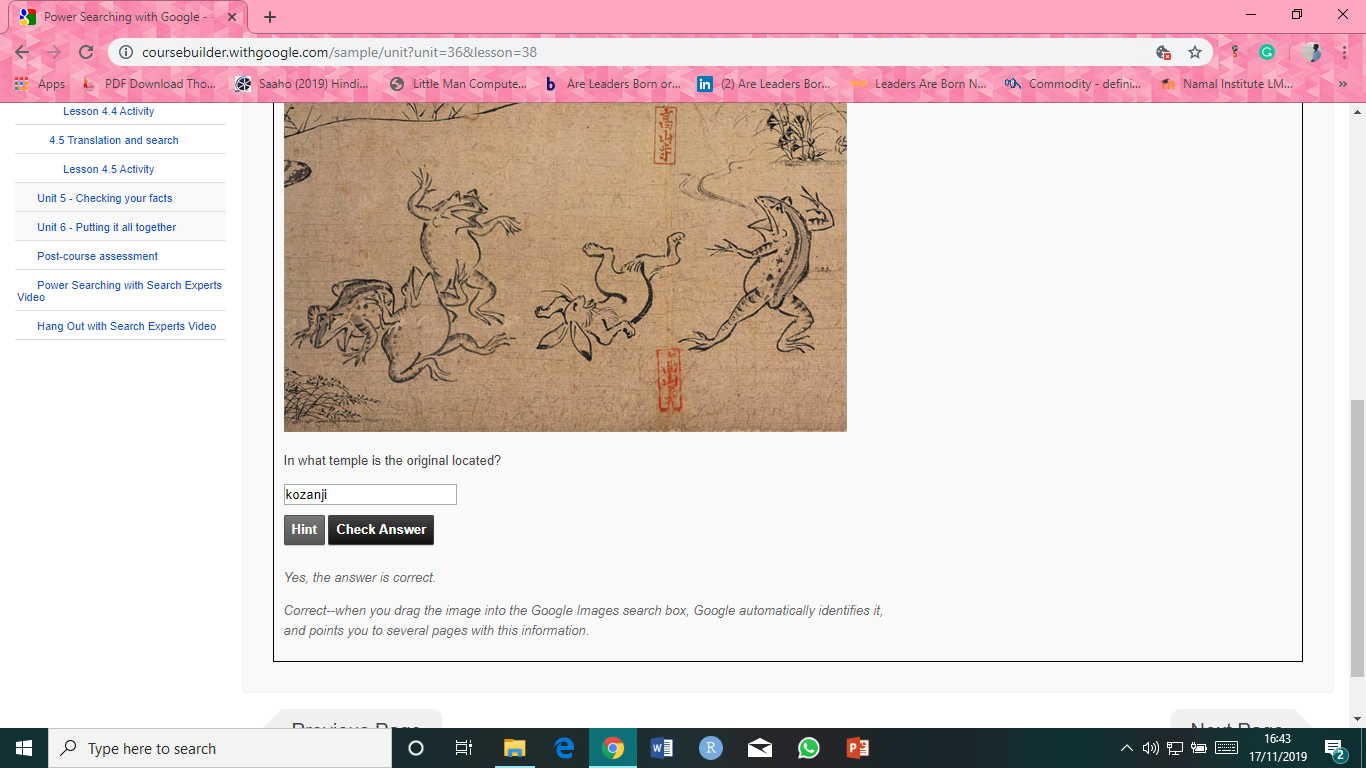 Power Searching with Google -
coursebuilder.withgoogle.com/sample/unit?unit=36&lesson=38
Apps
PDF Download Tho...
Saaho (2019) Hindi...
Little Man Compute...
Are Leaders Born or...
(2) Are Leaders Bor...
Leaders Are Born N...
Commodity - defini...
Namal Institute LM...
Lesson 4.4 Activity
4.5 Translation and search
Lesson 4.5 Activity
Unit 5 - Checking your facts
Unit 6 - Putting it all together
Post-course assessment
Power Searching with Search Experts
Video
Hang Out with Search Experts Video
In what temple is the original located?
kozanji
Hint
Check Answer
Yes, the answer is correct.
Correct--when you drag the image into the Google Images search box, Google automatically identifies it,
and points you to several pages with this information.
Previous Page
Next Page
Type here to search
16:43
17/11/2019
2